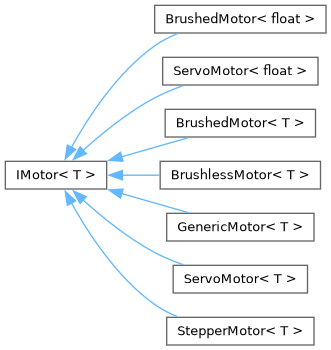 BrushedMotor< float >
ServoMotor< float >
BrushedMotor< T >
IMotor< T >
BrushlessMotor< T >
GenericMotor< T >
ServoMotor< T >
StepperMotor< T >